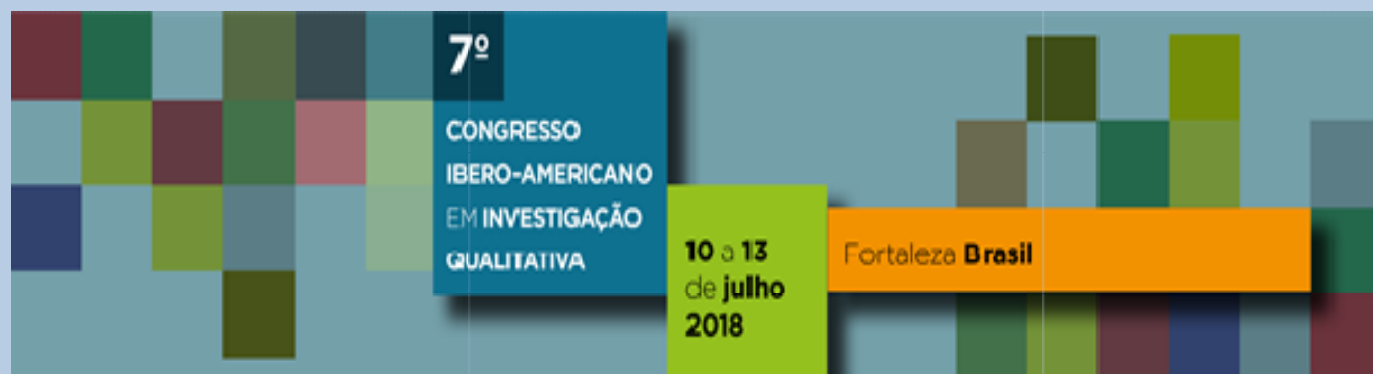 7º
CONGRESSO
IBERO-AMERICANO
EM INVESTIGAÇÃO
QUALITATIVA
10 a 13
de julho
2018
Fortaleza Brasil